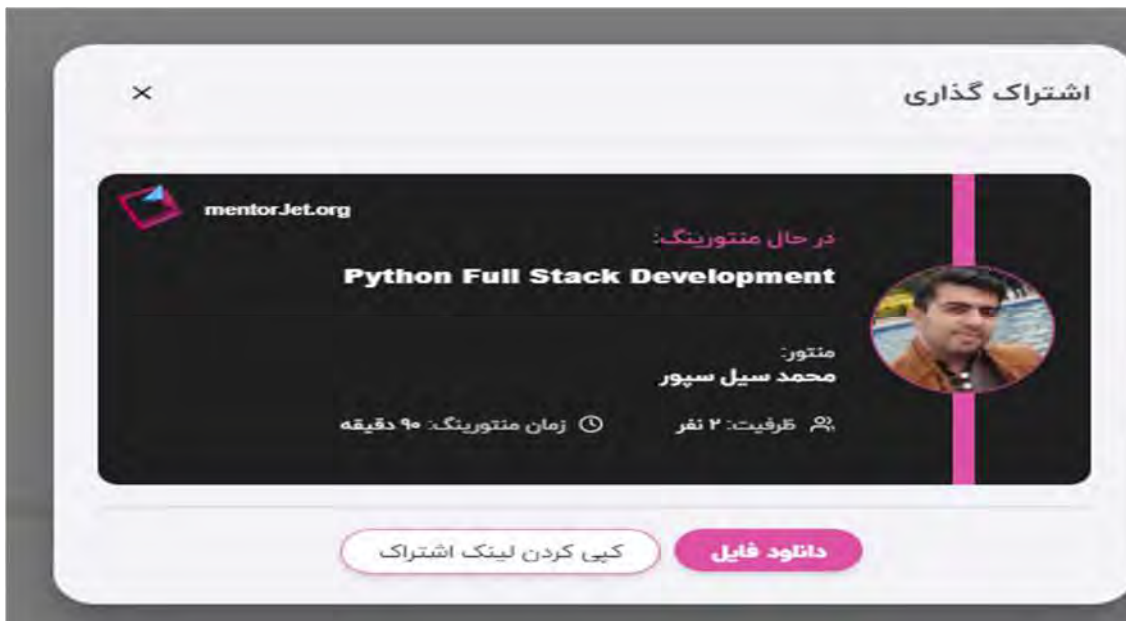 اشتراک گذاری
mentorJet.org
در حال منتورینگ:
Python Full Stack Development
منتور:
محمد سیل سپور
ظرفیت: ۲ نفر
زمان منتورینگ: ۹۰ دقیقه
دانلود فایل
کپی کردن لینک اشتراک